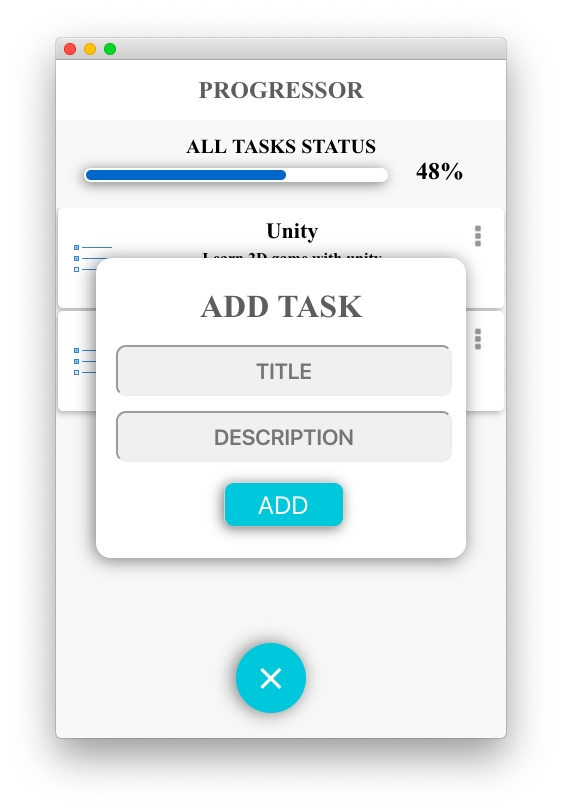 PROGRESSOR
ALL TASKS STATUS
48%
Unity
Learn 2D game with unity
ADD TASK
TITLE
DESCRIPTION
ADD